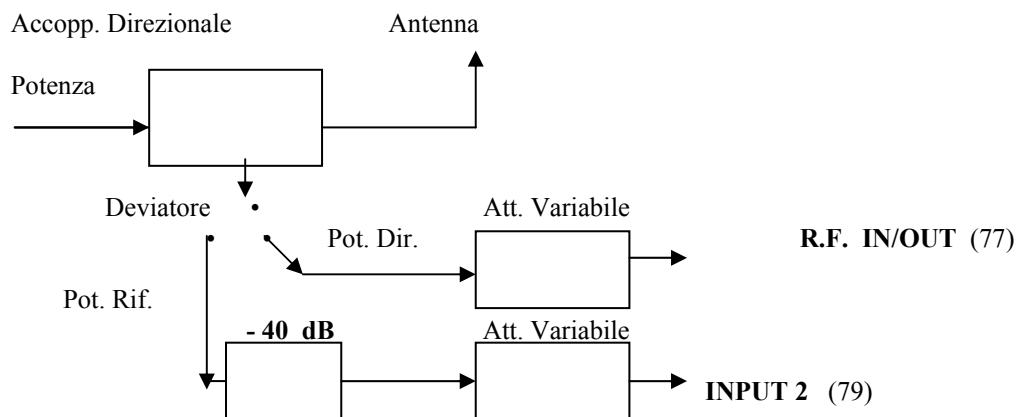 Accopp. Direzionale
Antenna
Potenza
Deviatore
Att. Variabile
Pot. Dir.
R.F. IN/OUT (77)
Pot. Rif.
- 40 dB
Att. Variabile
INPUT 2 (79)